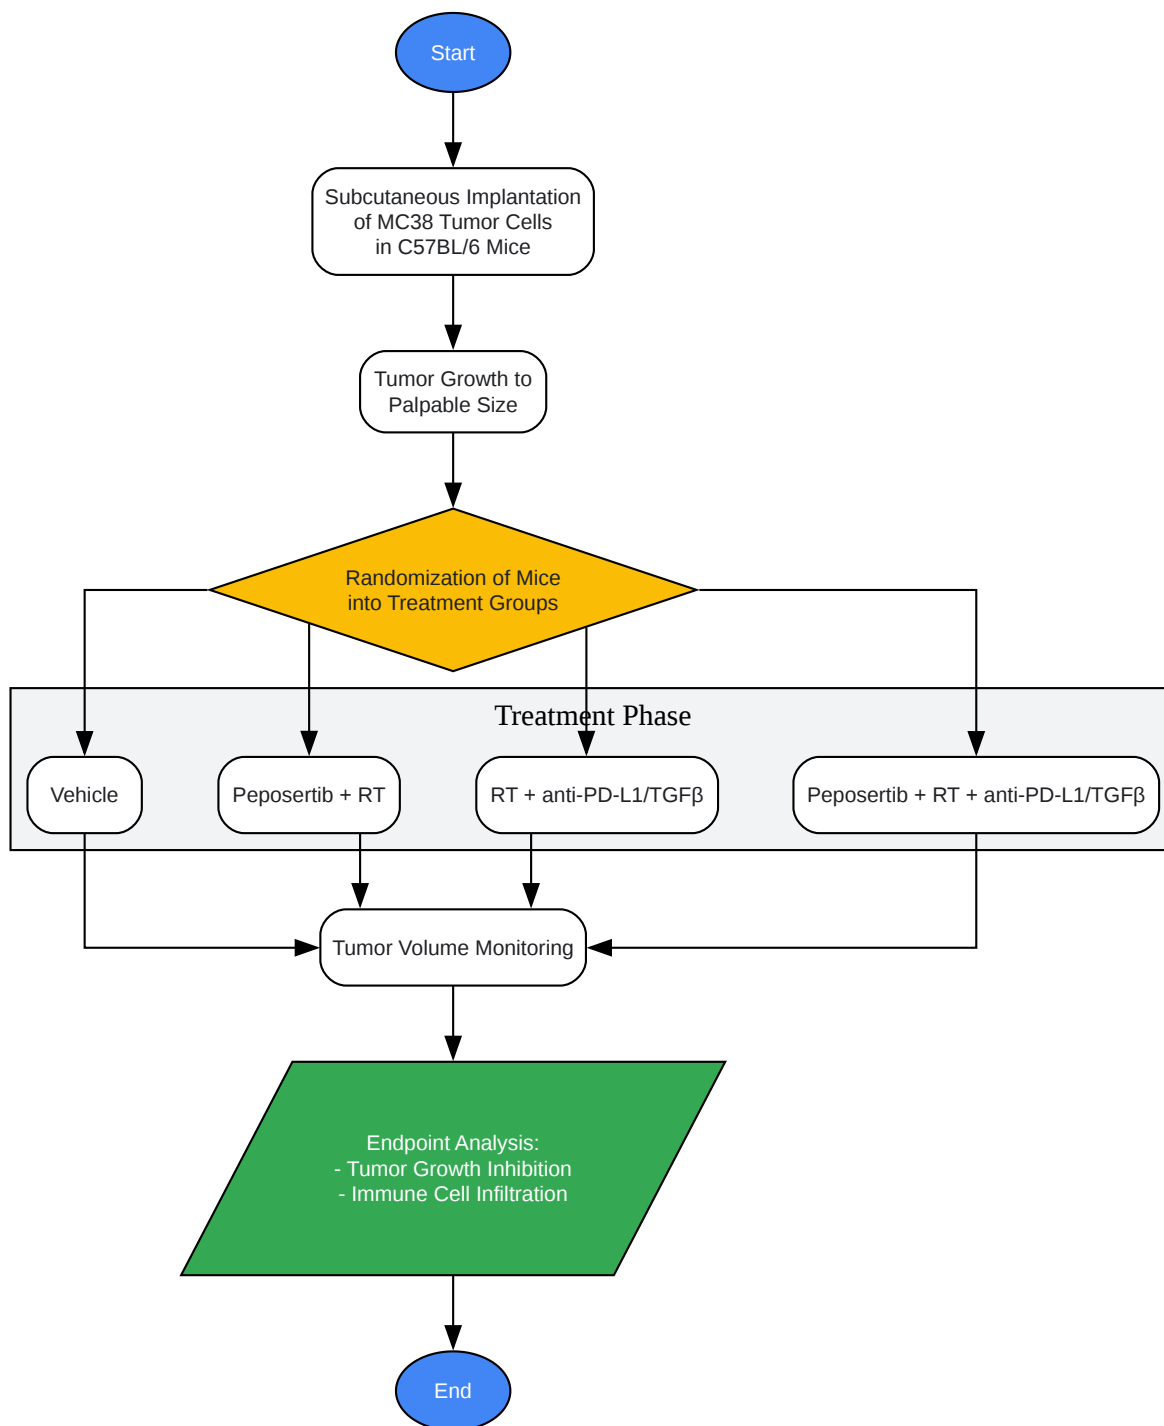 Start
Subcutaneous Implantation
of MC38 Tumor Cells
in C57BL/6 Mice
Tumor Growth to
Palpable Size
Randomization of Mice
into Treatment Groups
Treatment Phase
Vehicle
Peposertib + RT
RT + anti-PD-L1/TGFβ
Peposertib + RT + anti-PD-L1/TGFβ
Tumor Volume Monitoring
Endpoint Analysis:
- Tumor Growth Inhibition
- Immune Cell Infiltration
End